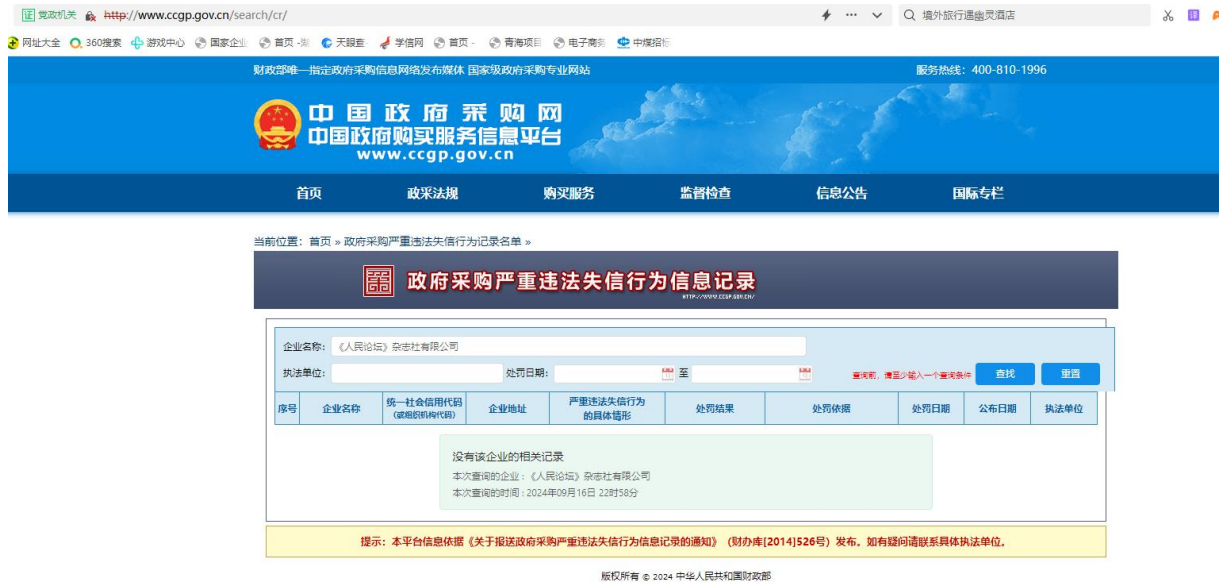 证 党政机关 http://www.ccgp.gov.cn/search/cr/ 境外旅行遇幽灵酒店
网址大全 360搜索 游戏中心 国家企业 首页 - 天眼查 学信网 首页 - 青海项目 电子商务 中煤招标
财政部唯一指定政府采购信息网络发布媒体 国家级政府采购专业网站 服务热线：400-810-1996
中国政府采购网
中国政府购买服务信息平台
www.ccgp.gov.cn
首页 政采法规 购买服务 监督检查 信息公告 国际专栏
当前位置：首页 » 政府采购严重违法失信行为记录名单 »
政府采购严重违法失信行为信息记录
HTTP://WWW.CCGP.GOV.CN/
企业名称： 《人民论坛》杂志社有限公司
执法单位： 处罚日期： 至 查询前，请至少输入一个查询条件 查找 重置
序号 企业名称 统一社会信用代码 (或组织机构代码) 企业地址 严重违法失信行为的具体情形 处罚结果 处罚依据 处罚日期 公布日期 执法单位
没有该企业的相关记录
本次查询的企业：《人民论坛》杂志社有限公司
本次查询的时间：2024年09月16日 22时58分
提示：本平台信息依据《关于报送政府采购严重违法失信行为信息记录的通知》（财办库[2014]526号）发布。如有疑问请联系具体执法单位。
版权所有 © 2024 中华人民共和国财政部